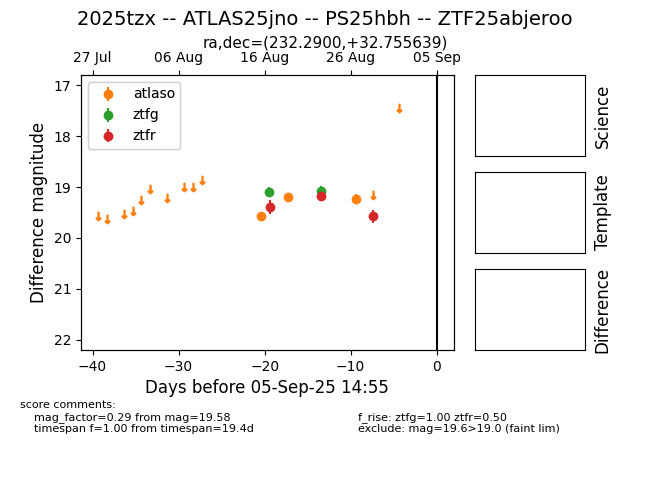 2025tzx -- ATLAS25jno -- PS25hbh -- ZTF25abjeroo
ra,dec=(232.2900,+32.755639)
27 Jul 06 Aug 16 Aug 26 Aug 05 Sep
17
18
19
20
21
22
Difference magnitude
atlaso
ztfg
ztfr
−40 −30 −20 −10 0
Days before 05-Sep-25 14:55
Science
Template
Difference
score comments:
mag_factor=0.29 from mag=19.58
timespan f=1.00 from timespan=19.4d
f_rise: ztfg=1.00 ztfr=0.50
exclude: mag=19.6>19.0 (faint lim)